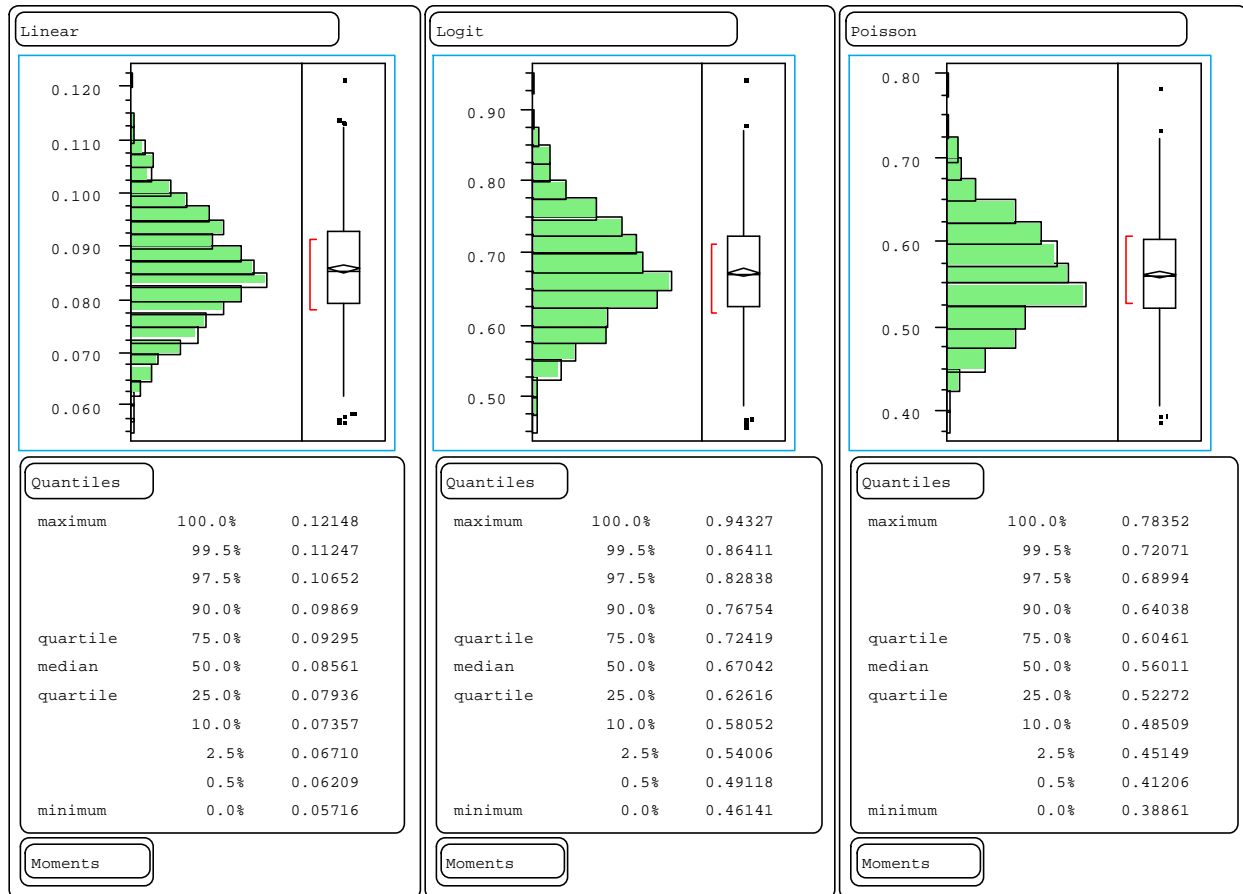 Linear
0.120
0.110
0.100
0.090
0.080
0.070
0.060
Quantiles
maximum 100.0% 0.12148
99.5% 0.11247
97.5% 0.10652
90.0% 0.09869
quartile 75.0% 0.09295
median 50.0% 0.08561
quartile 25.0% 0.07936
10.0% 0.07357
2.5% 0.06710
0.5% 0.06209
minimum 0.0% 0.05716
Moments
Logit
0.90
0.80
0.70
0.60
0.50
Quantiles
maximum 100.0% 0.94327
99.5% 0.86411
97.5% 0.82838
90.0% 0.76754
quartile 75.0% 0.72419
median 50.0% 0.67042
quartile 25.0% 0.62616
10.0% 0.58052
2.5% 0.54006
0.5% 0.49118
minimum 0.0% 0.46141
Moments
Poisson
0.80
0.70
0.60
0.50
0.40
Quantiles
maximum 100.0% 0.78352
99.5% 0.72071
97.5% 0.68994
90.0% 0.64038
quartile 75.0% 0.60461
median 50.0% 0.56011
quartile 25.0% 0.52272
10.0% 0.48509
2.5% 0.45149
0.5% 0.41206
minimum 0.0% 0.38861
Moments